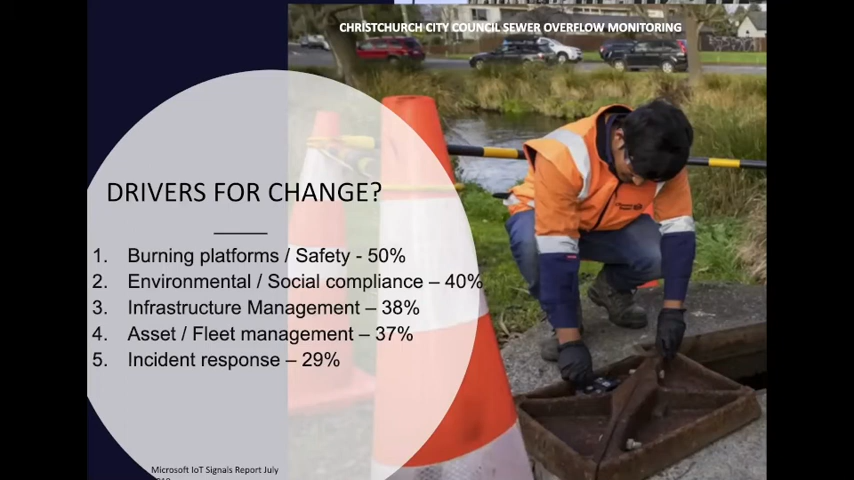 CHRISTCHURCH CITY COUNCIL SEWER OVERFLOW MONITORING
DRIVERS FOR CHANGE?
1. Burning platforms / Safety - 50%
2. Environmental / Social compliance – 40%
3. Infrastructure Management – 38%
4. Asset / Fleet management – 37%
5. Incident response – 29%
Microsoft IoT Signals Report July